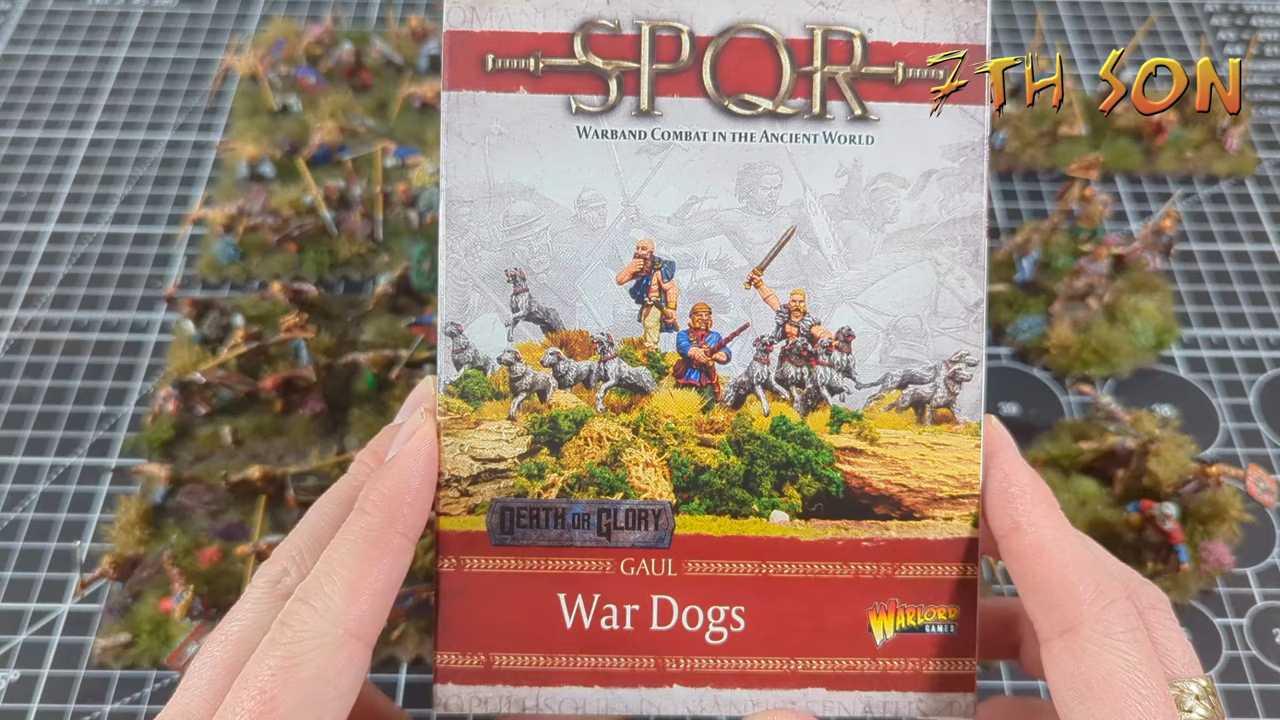 SPQR
7TH SON
WARBAND COMBAT IN THE ANCIENT WORLD
DEATH OR GLORY
GAUL
War Dogs
WARLORD
GAMES